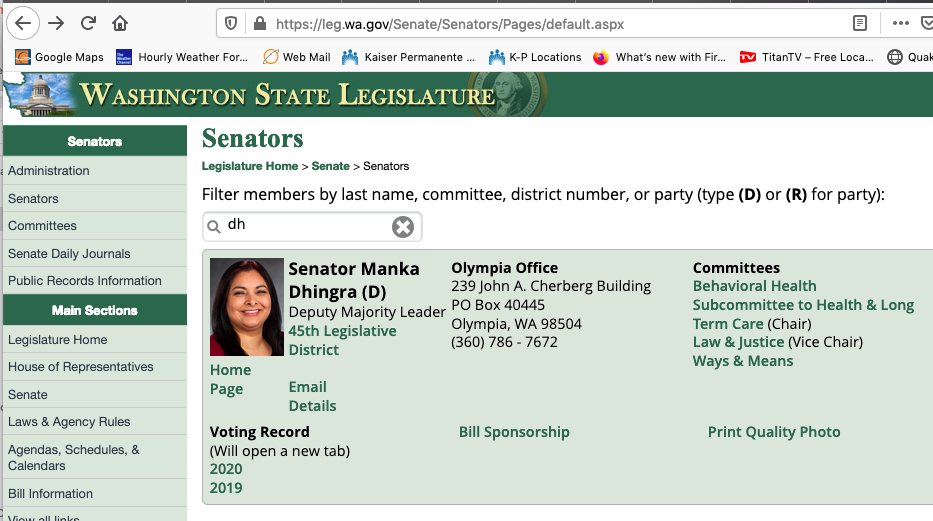 https://leg.wa.gov/Senate/Senators/Pages/default.aspx
Google Maps
The Weather Channel
Hourly Weather For...
Web Mail
Kaiser Permanente ...
K-P Locations
What's new with Fir...
TV
TitanTV – Free Loca...
Quak
WASHINGTON STATE LEGISLATURE
Senators
Administration
Senators
Committees
Senate Daily Journals
Public Records Information
Main Sections
Legislature Home
House of Representatives
Senate
Laws & Agency Rules
Agendas, Schedules, &
Calendars
Bill Information
View all links
Senators
Legislature Home > Senate > Senators
Filter members by last name, committee, district number, or party (type (D) or (R) for party):
dh
Senator Manka
Dhingra (D)
Deputy Majority Leader
45th Legislative
District
Home
Page
Email
Details
Olympia Office
239 John A. Cherberg Building
PO Box 40445
Olympia, WA 98504
(360) 786 - 7672
Committees
Behavioral Health
Subcommittee to Health & Long
Term Care (Chair)
Law & Justice (Vice Chair)
Ways & Means
Voting Record
(Will open a new tab)
2020
2019
Bill Sponsorship
Print Quality Photo